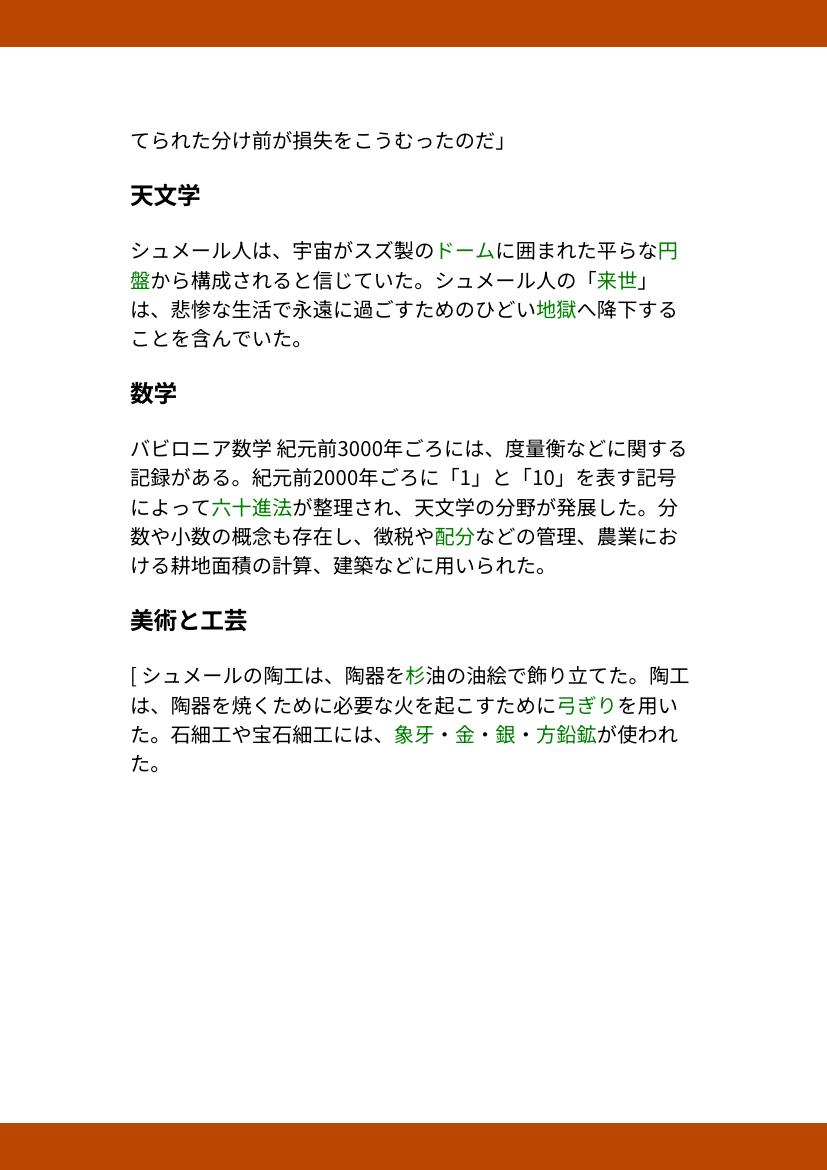 てられた分け前が損失をこうむったのだ」
天文学
シュメール人は、宇宙がスズ製のドームに囲まれた平らな円
盤から構成されると信じていた。シュメール人の「来世」
は、悲惨な生活で永遠に過ごすためのひどい地獄へ降下する
ことを含んでいた。
数学
バビロニア数学 紀元前3000年ごろには、度量衡などに関する
記録がある。紀元前2000年ごろに「1」と「10」を表す記号
によって六十進法が整理され、天文学の分野が発展した。分
数や小数の概念も存在し、徴税や配分などの管理、農業にお
ける耕地面積の計算、建築などに用いられた。
美術と工芸
[ シュメールの陶工は、陶器を杉油の油絵で飾り立てた。陶工
は、陶器を焼くために必要な火を起こすために弓ぎりを用い
た。石細工や宝石細工には、象牙・金・銀・方鉛鉱が使われ
た。